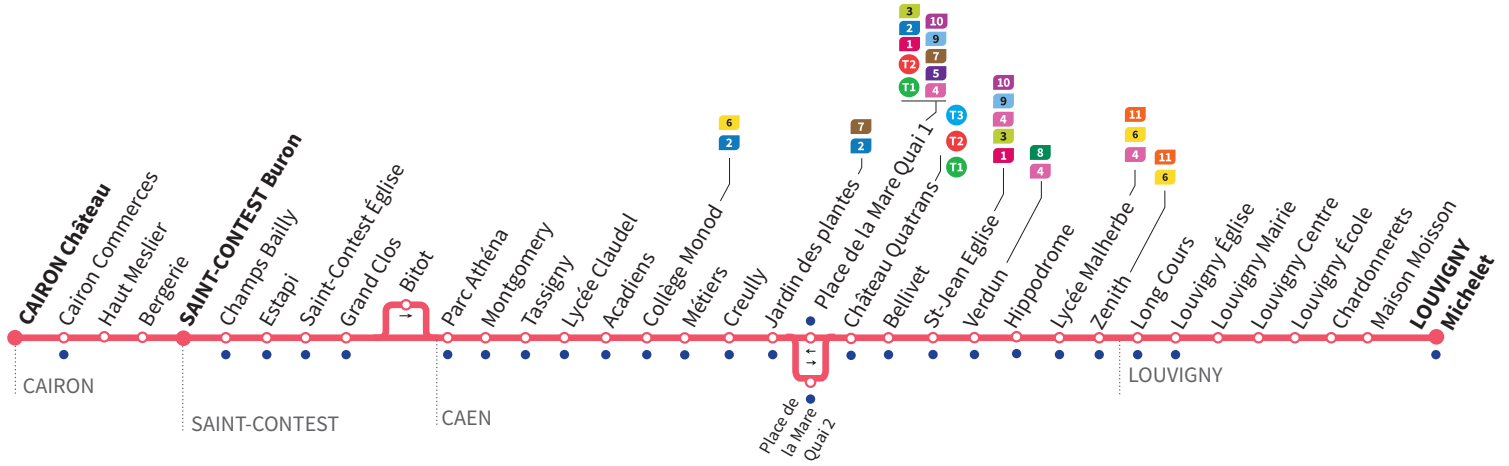 CAIRON Château
Cairon Commerces
Haut Meslier
Bergerie
SAINT-CONTEST Buron
Champs Bailly
Estapi
Saint-Contest Église
Grand Clos
Bitot
→
Parc Athéna
Montgomery
Tassigny
Lycée Claudel
Acadiens
Collège Monod
6
2
Métiers
Creully
Jardin des plantes
7
2
Place de la Mare Quai 1
3
2
1
T2
T1
10
9
7
5
4
←
→
Place de
la Mare
Quai 2
Château Quatrans
T3
T2
T1
Bellivet
St-Jean Eglise
10
9
4
3
1
Verdun
8
4
Hippodrome
Lycée Malherbe
11
6
4
Zenith
11
6
Long Cours
Louvigny Église
Louvigny Mairie
Louvigny Centre
Louvigny École
Chardonnerets
Maison Moisson
LOUVIGNY
Michelet
CAIRON
SAINT-CONTEST
CAEN
LOUVIGNY